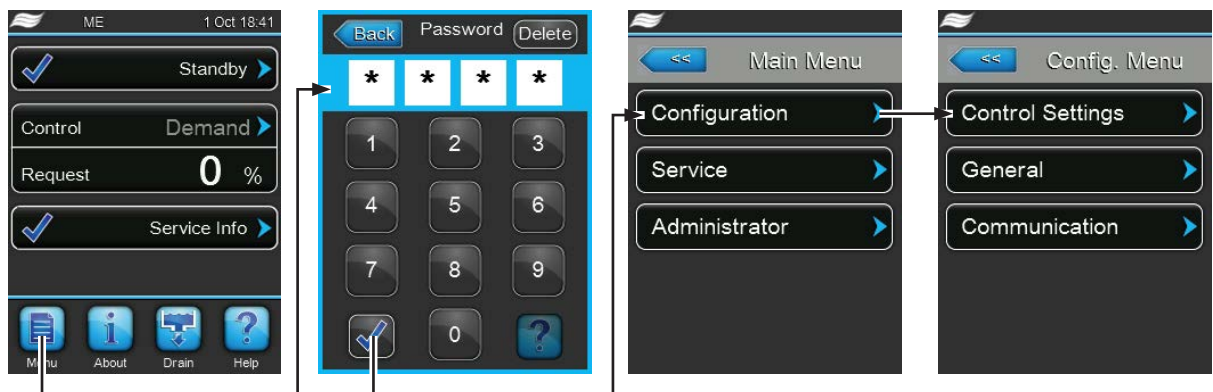 ME 1 Oct 18:41
Standby
Control Demand
Request 0 %
Service Info
Menu About Drain Help
Back Password Delete
* * * *
1 2 3
4 5 6
7 8 9
0 ?
<< Main Menu
Configuration
Service
Administrator
<< Config. Menu
Control Settings
General
Communication